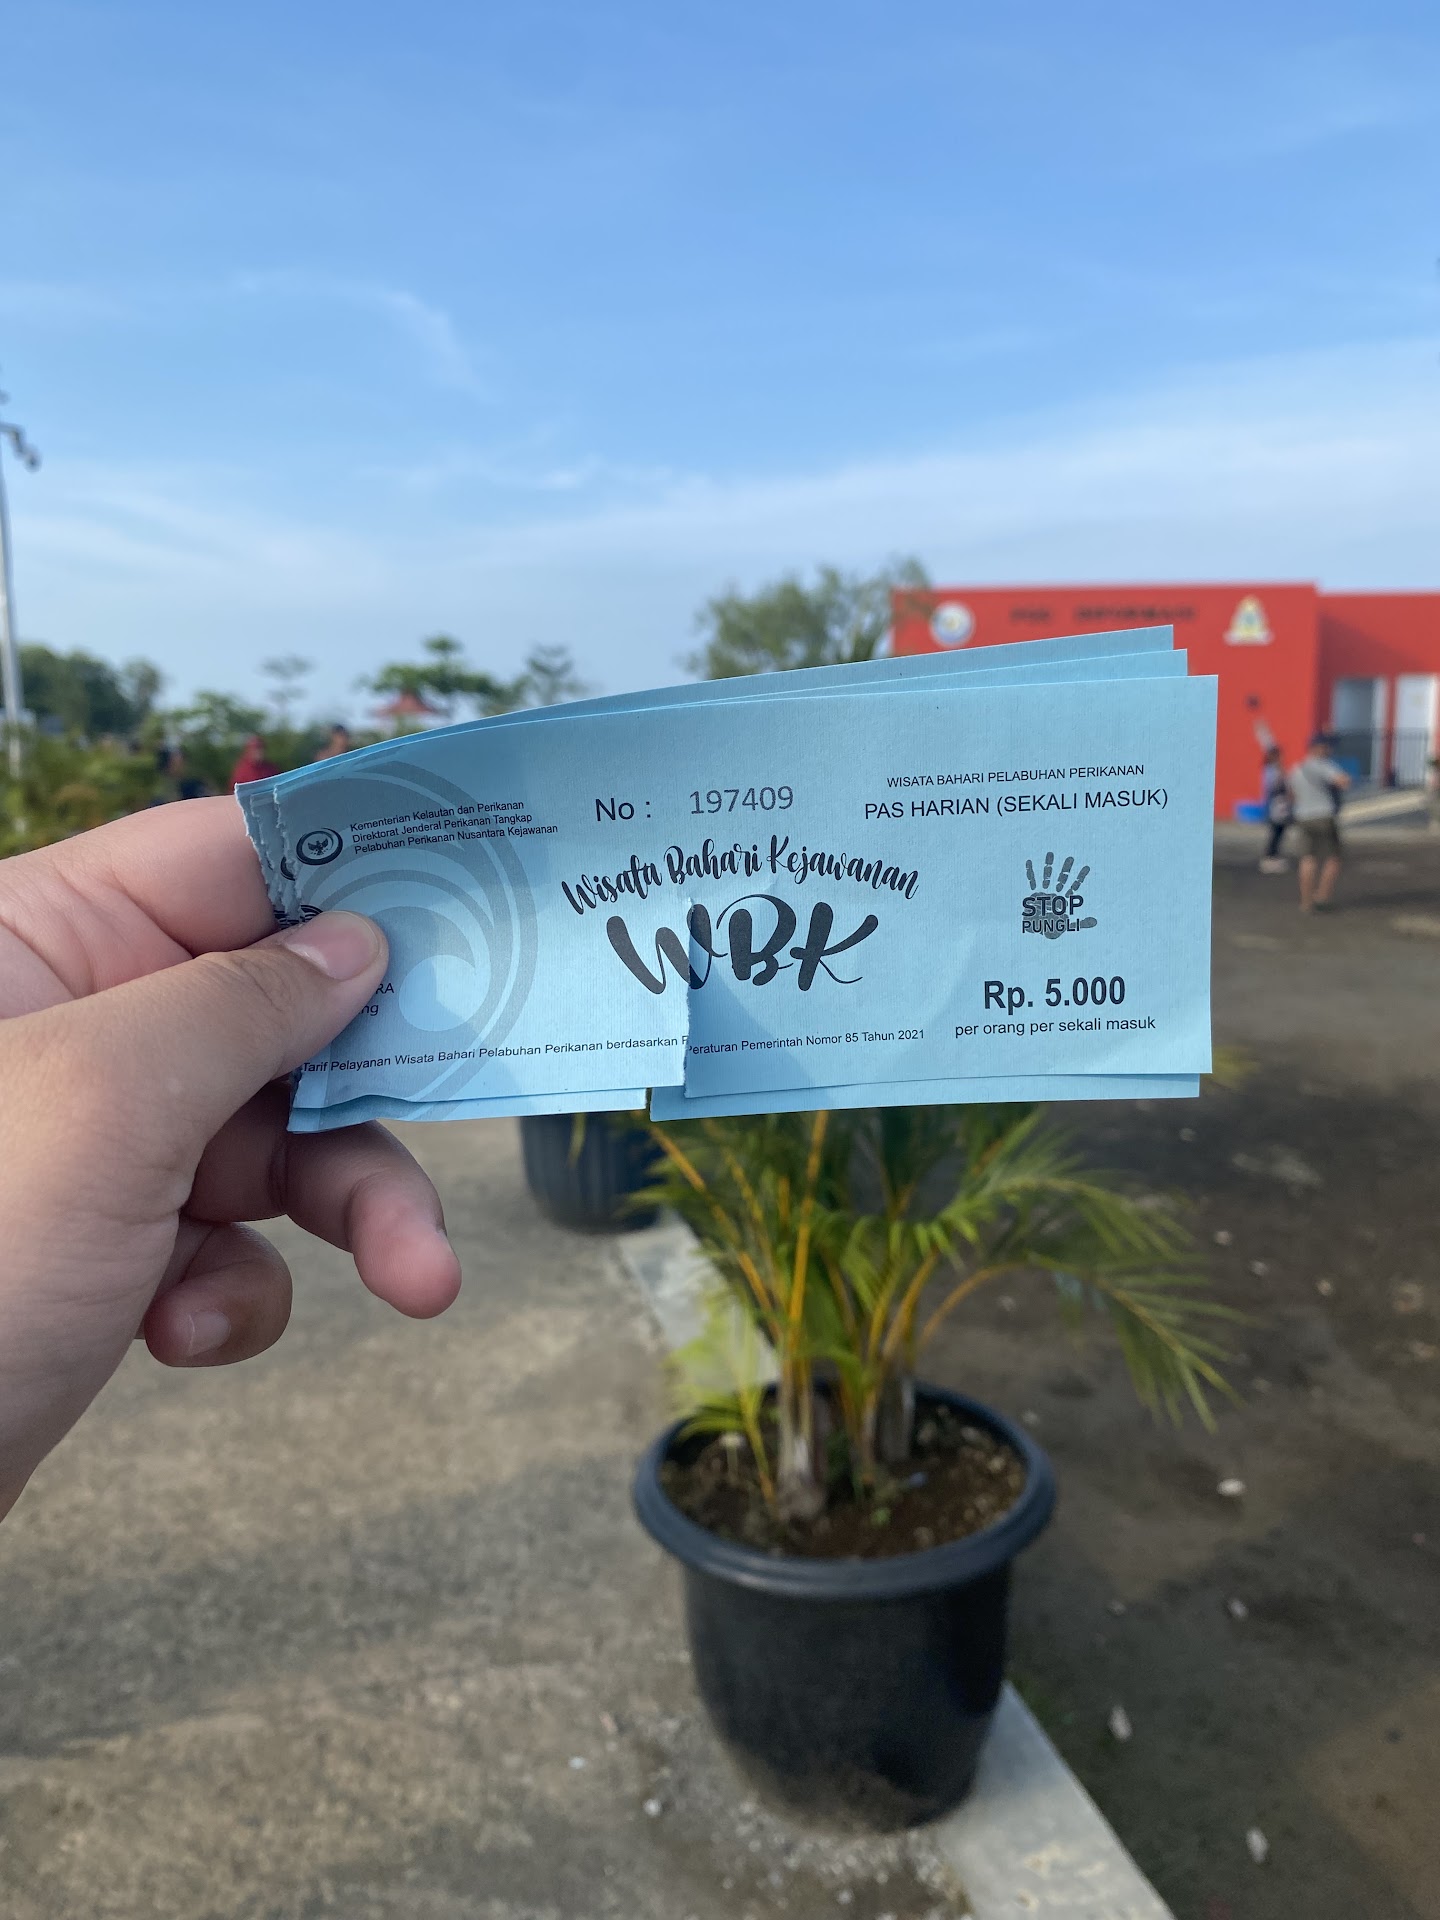 POS INFORMASI
Kementerian Kelautan dan Perikanan
Direktorat Jenderal Perikanan Tangkap
Pelabuhan Perikanan Nusantara Kejawanan
No : 197409
WISATA BAHARI PELABUHAN PERIKANAN
PAS HARIAN (SEKALI MASUK)
Wisata Bahari Kejawanan
WBK
STOP
PUNGLI
Rp. 5.000
per orang per sekali masuk
Tarif Pelayanan Wisata Bahari Pelabuhan Perikanan berdasarkan Peraturan Pemerintah Nomor 85 Tahun 2021